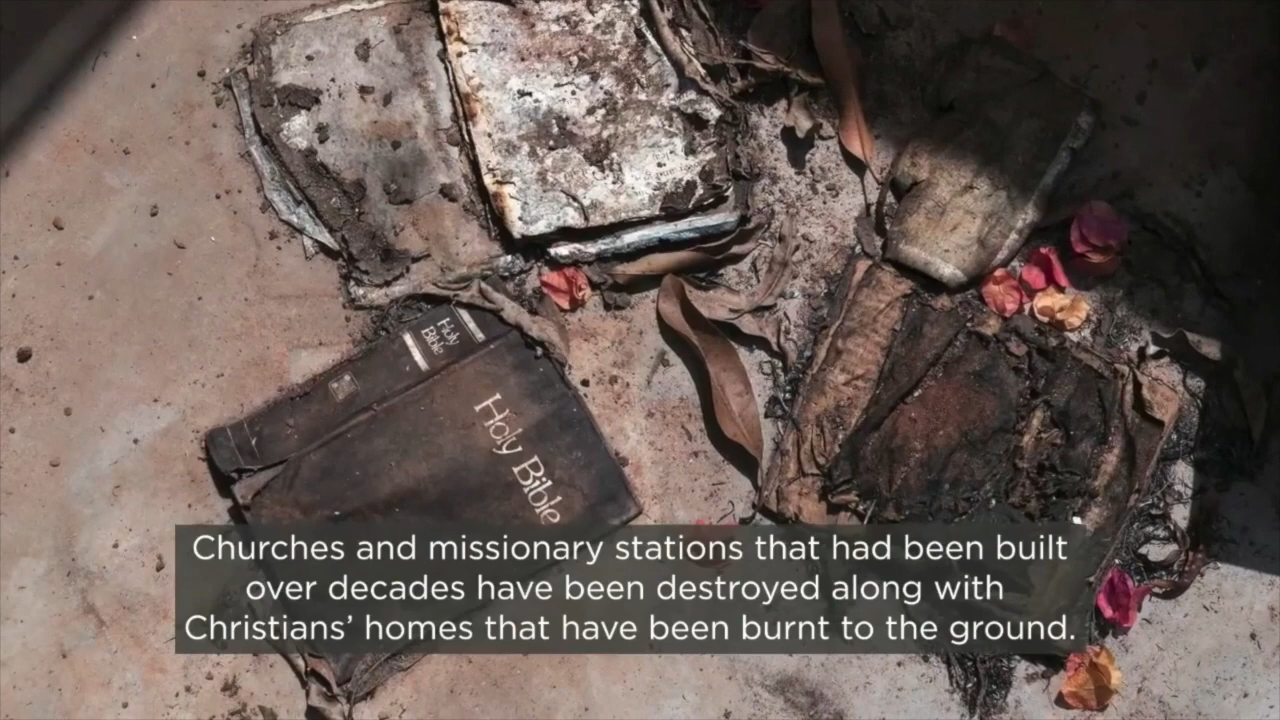 Holy
Bible
Holy Bible
Churches and missionary stations that had been built
over decades have been destroyed along with
Christians’ homes that have been burnt to the ground.